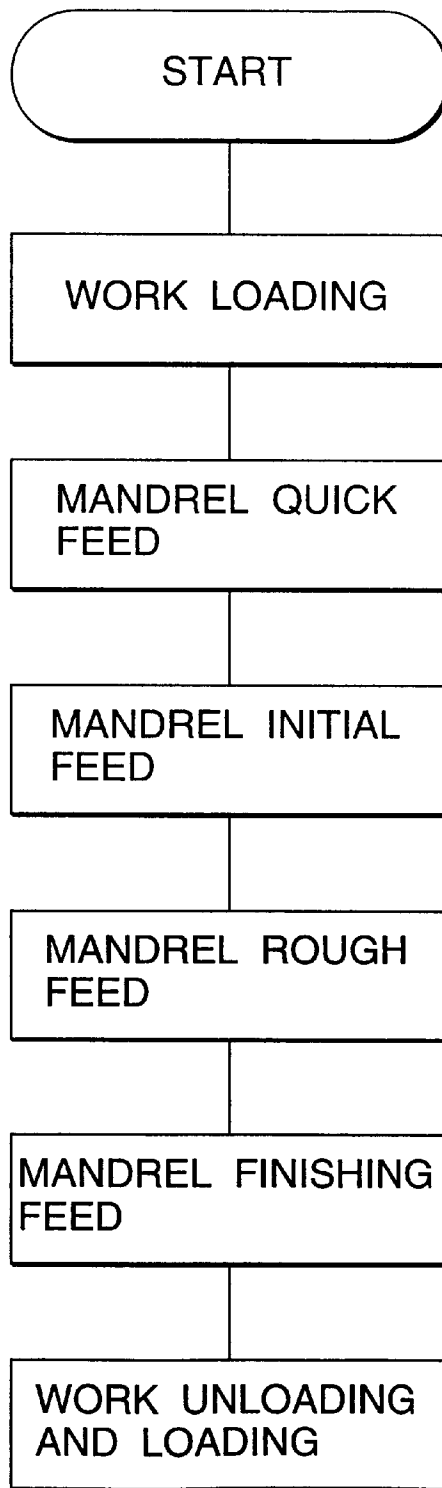 START
WORK LOADING
MANDREL QUICK
FEED
MANDREL INITIAL
FEED
MANDREL ROUGH
FEED
MANDREL FINISHING
FEED
WORK UNLOADING
AND LOADING